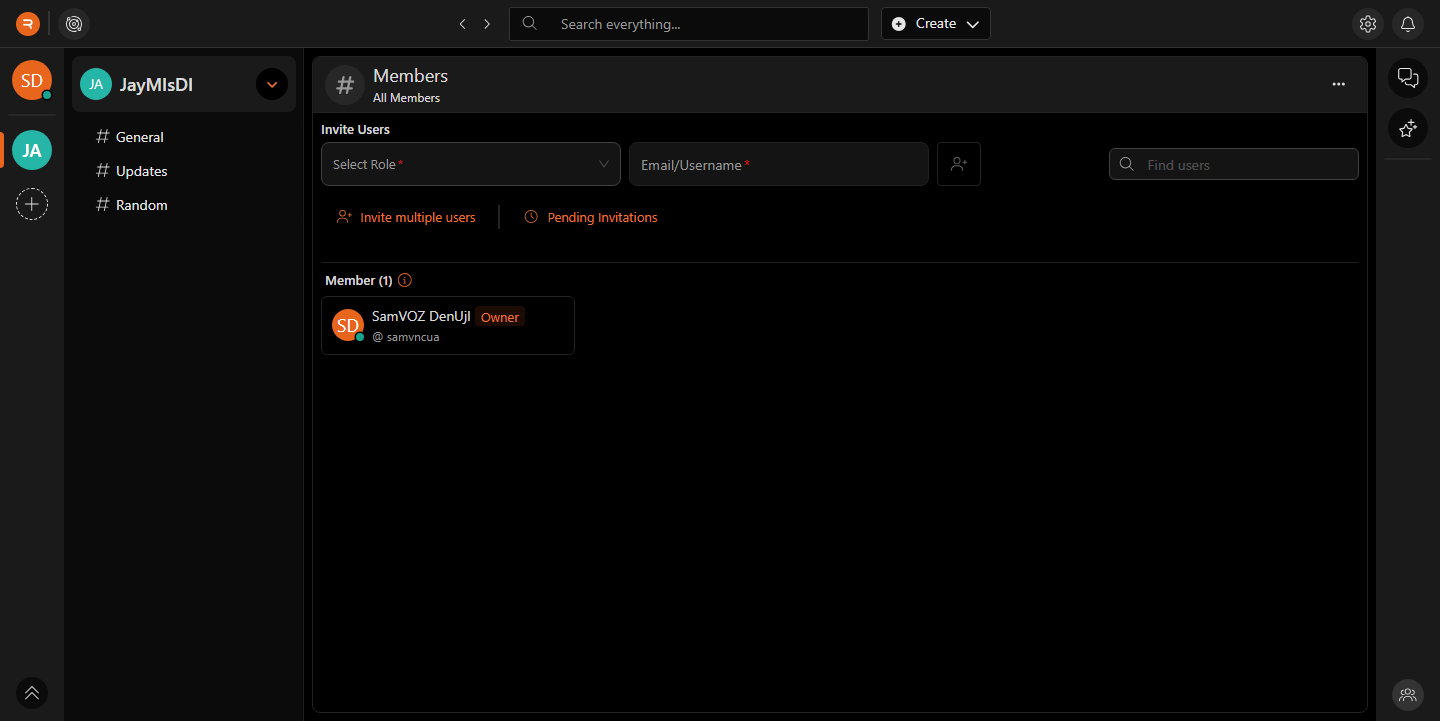 Search everything...
Create
SD
JA
JA
JayMIsDI
General
Updates
Random
Members
All Members
Invite Users
Select Role*
Email/Username*
Find users
Invite multiple users
Pending Invitations
Member (1)
SD
SamVOZ DenUjI
Owner
@ samvncua